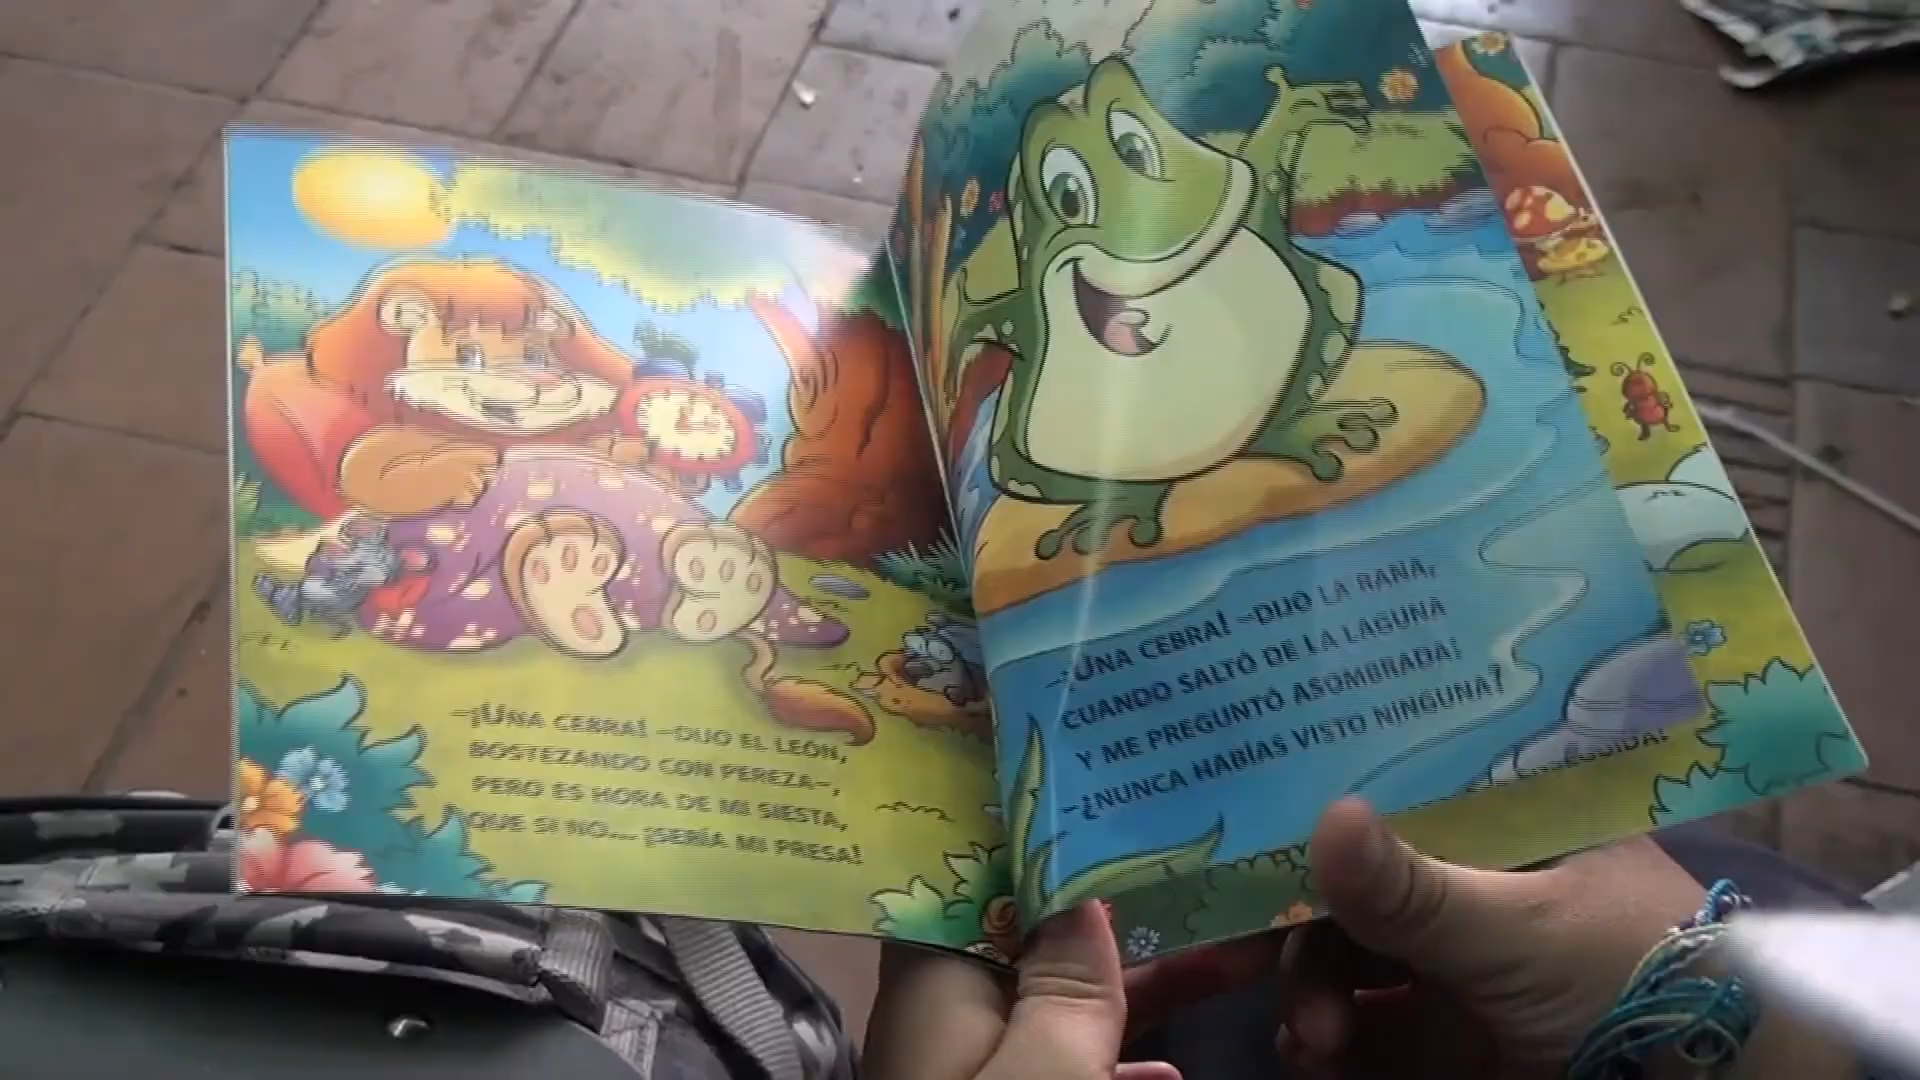 –¡UNA CEBRA! –DIJO EL LEÓN,
BOSTEZANDO CON PEREZA–,
PERO ES HORA DE MI SIESTA,
QUE SI NO... ¡SERÍA MI PRESA!
–¡UNA CEBRA! –DIJO LA RANA,
CUANDO SALTÓ DE LA LAGUNA
Y ME PREGUNTÓ ASOMBRADA:
–¿NUNCA HABÍAS VISTO NINGUNA?